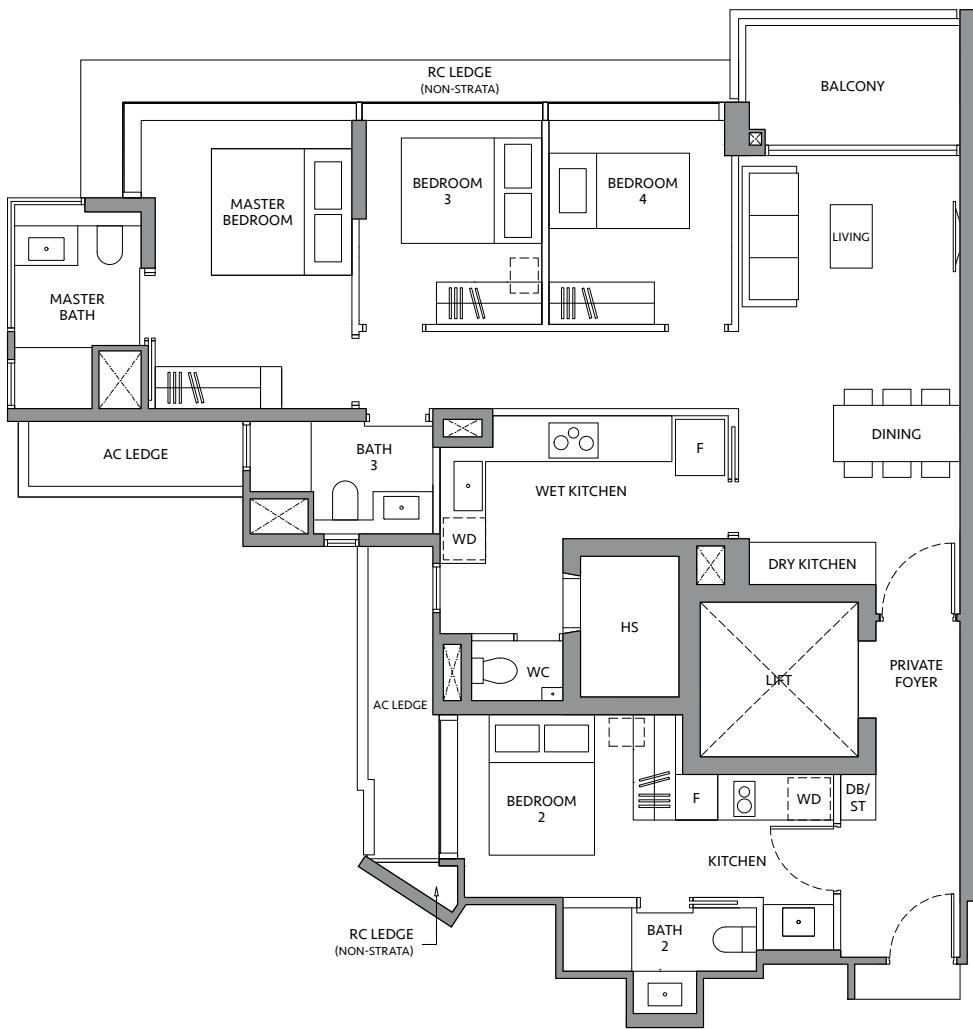 RC LEDGE
(NON-STRATA)
BALCONY
MASTER
BEDROOM
BEDROOM
3
BEDROOM
4
LIVING
MASTER
BATH
DINING
AC LEDGE
BATH
3
F
WET KITCHEN
WD
DRY KITCHEN
HS
WC
LIFT
PRIVATE
FOYER
AC LEDGE
BEDROOM
2
F
WD
DB/
ST
KITCHEN
BATH
2
RC LEDGE
(NON-STRATA)